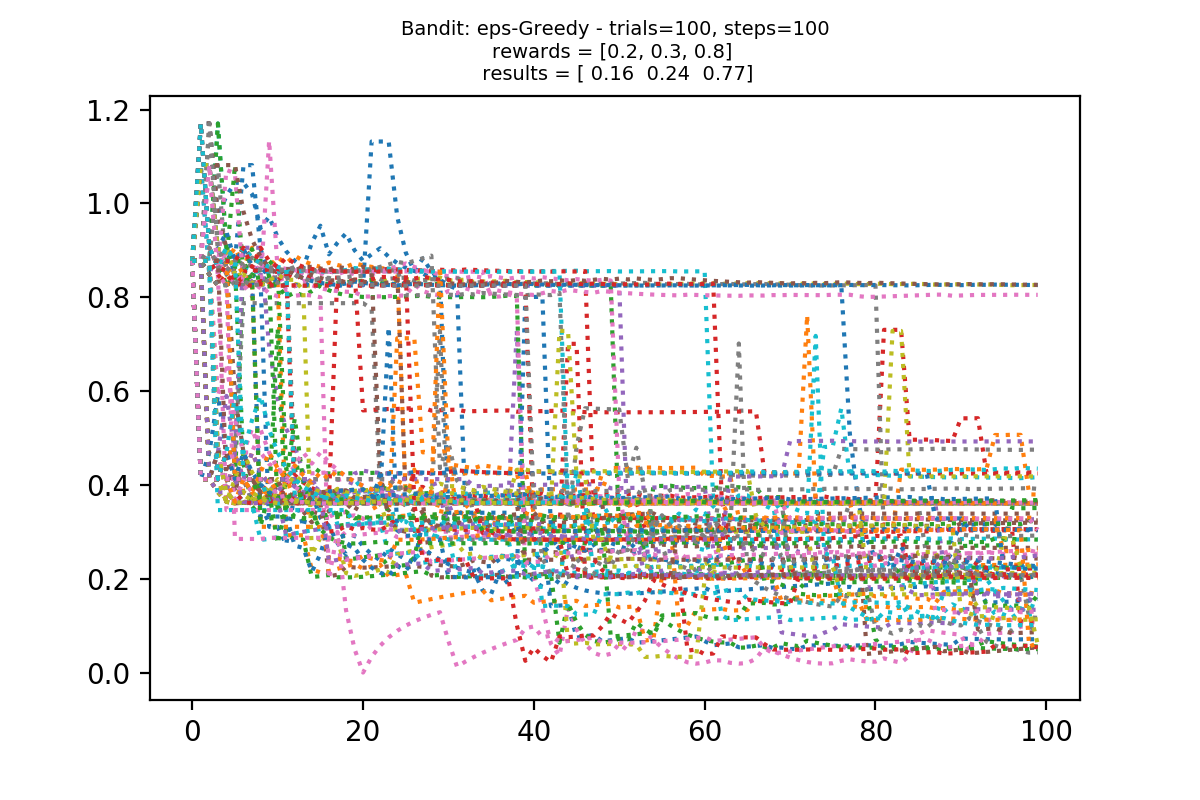 Bandit: eps-Greedy - trials=100, steps=100
rewards = [0.2, 0.3, 0.8]
results = [ 0.16  0.24  0.77]
1.2
1.0
0.8
0.6
0.4
0.2
0.0
0 20 40 60 80 100